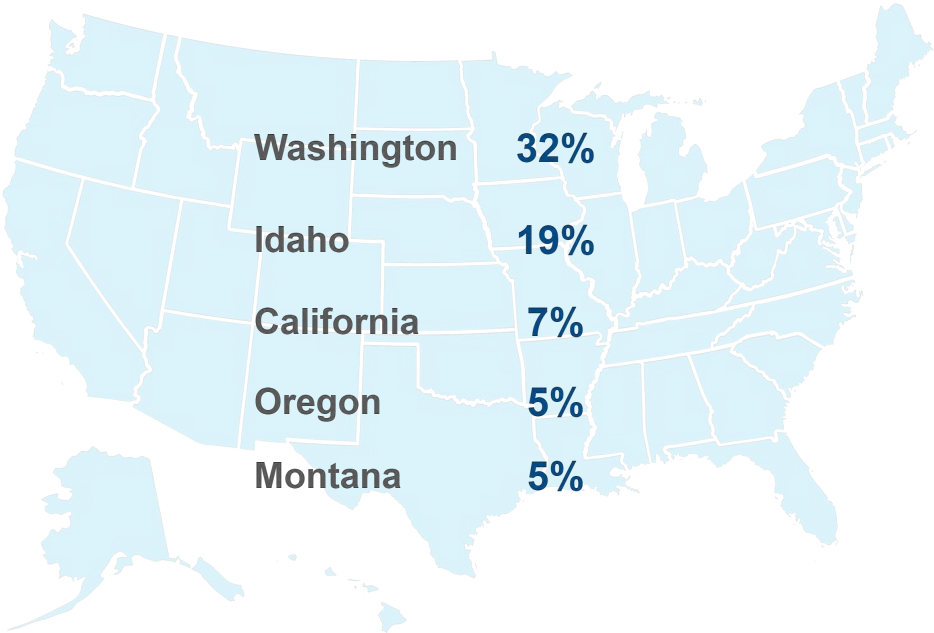 Washington 32%
Idaho 19%
California 7%
Oregon 5%
Montana 5%